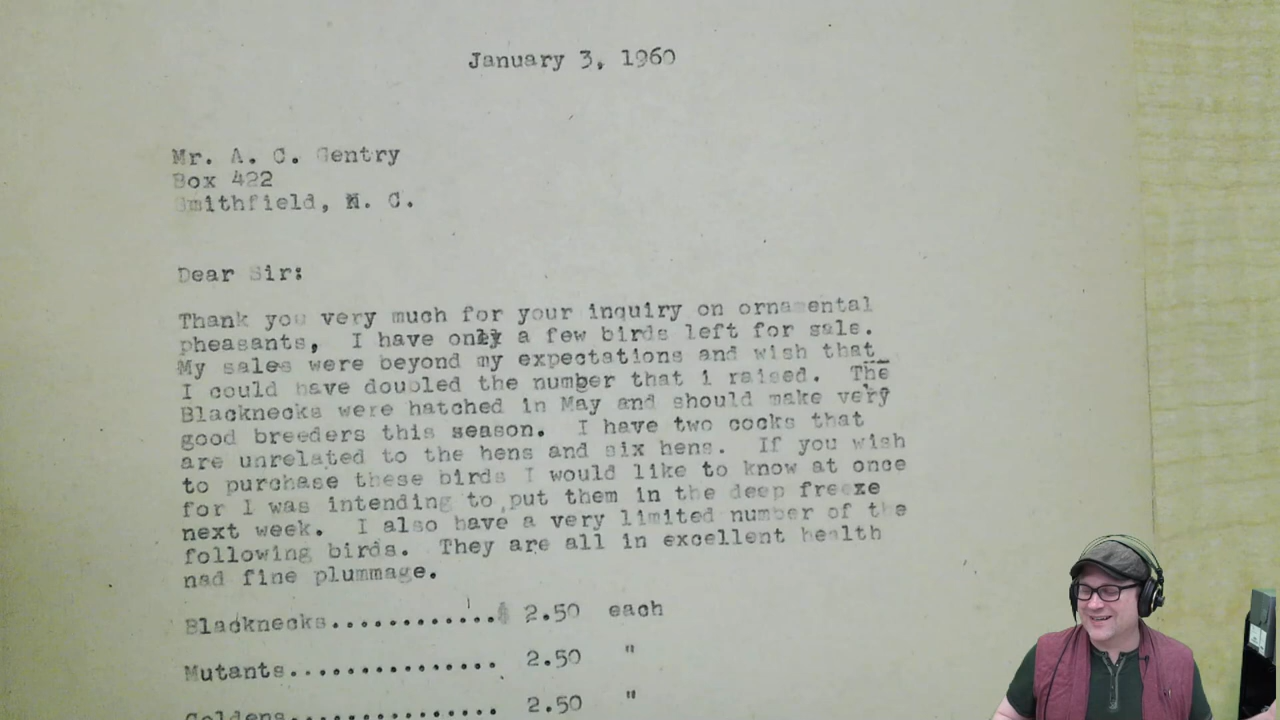 January 3, 1960
Mr. A. C. Gentry
Box 422
Smithfield, N. C.
Dear Sir:
Thank you very much for your inquiry on ornamental
pheasants, I have only a few birds left for sale.
My sales were beyond my expectations and wish that
I could have doubled the number that i raised. The
Blacknecks were hatched in May and should make very
good breeders this season. I have two cocks that
are unrelated to the hens and six hens. If you wish
to purchase these birds I would like to know at once
for I was intending to put them in the deep freeze
next week. I also have a very limited number of the
following birds. They are all in excellent health
nad fine plummage.
Blacknecks............$ 2.50 each
Mutants............... 2.50 "
Goldens............... 2.50 "